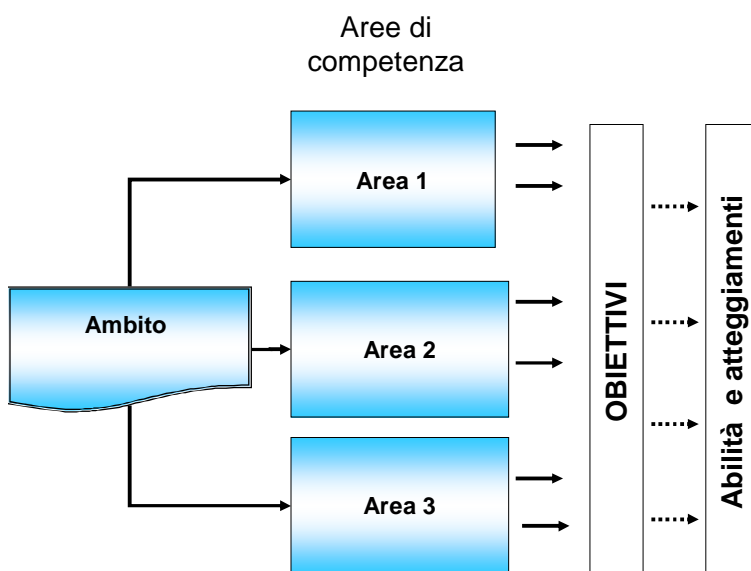 Aree di
competenza
Area 1
Ambito
Area 2
Area 3
OBIETTIVI
Abilità e atteggiamenti